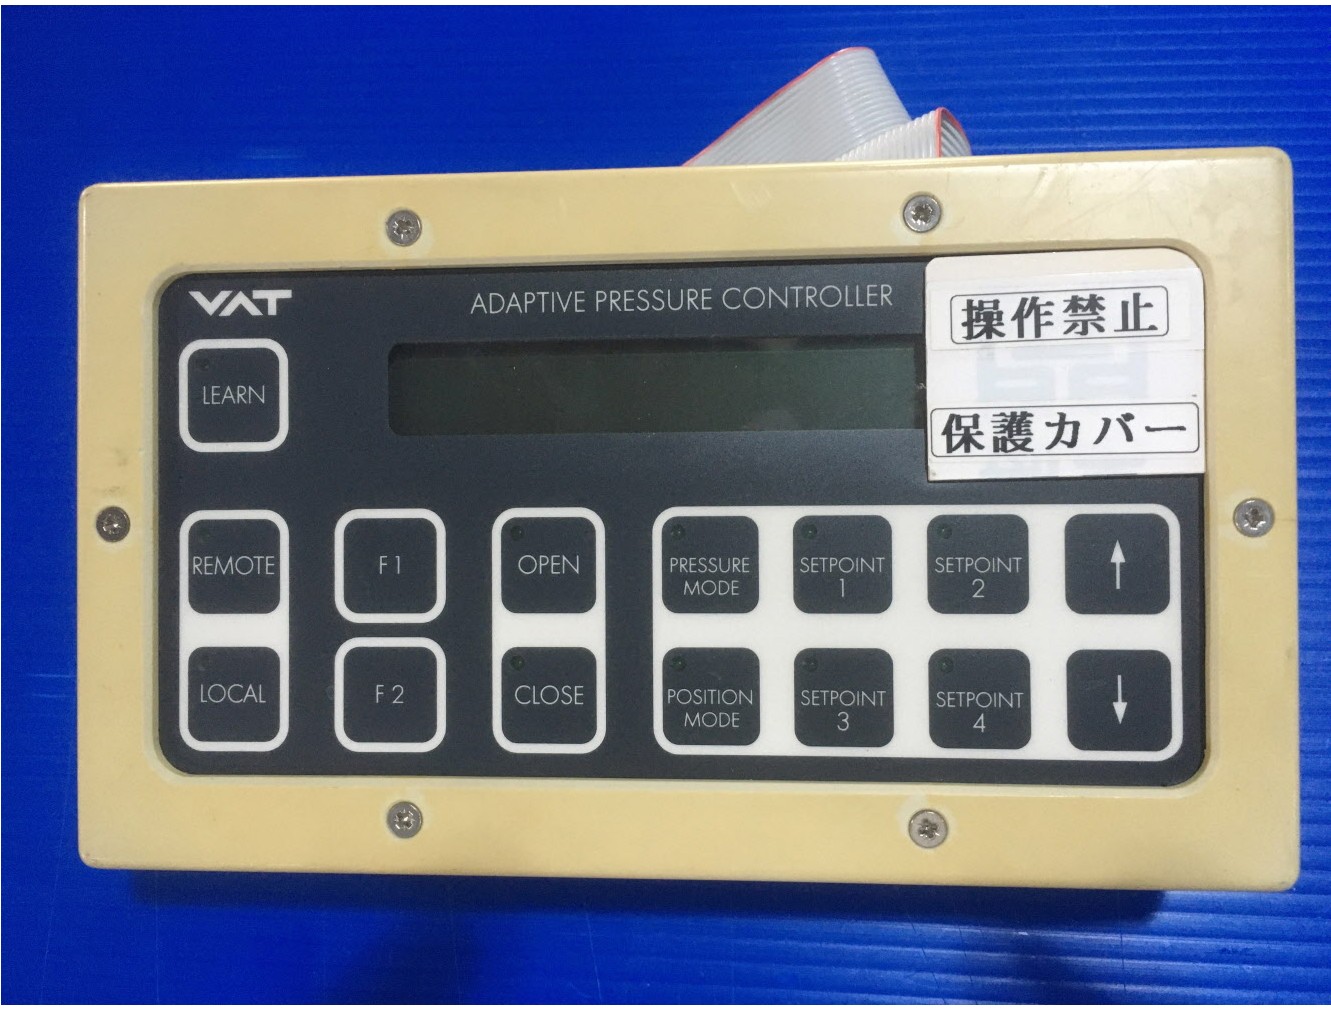 VAT
ADAPTIVE PRESSURE CONTROLLER
操作禁止
保護カバー
LEARN
REMOTE
LOCAL
F1
F2
OPEN
CLOSE
PRESSURE
MODE
SETPOINT
1
SETPOINT
2
↑
POSITION
MODE
SETPOINT
3
SETPOINT
4
↓